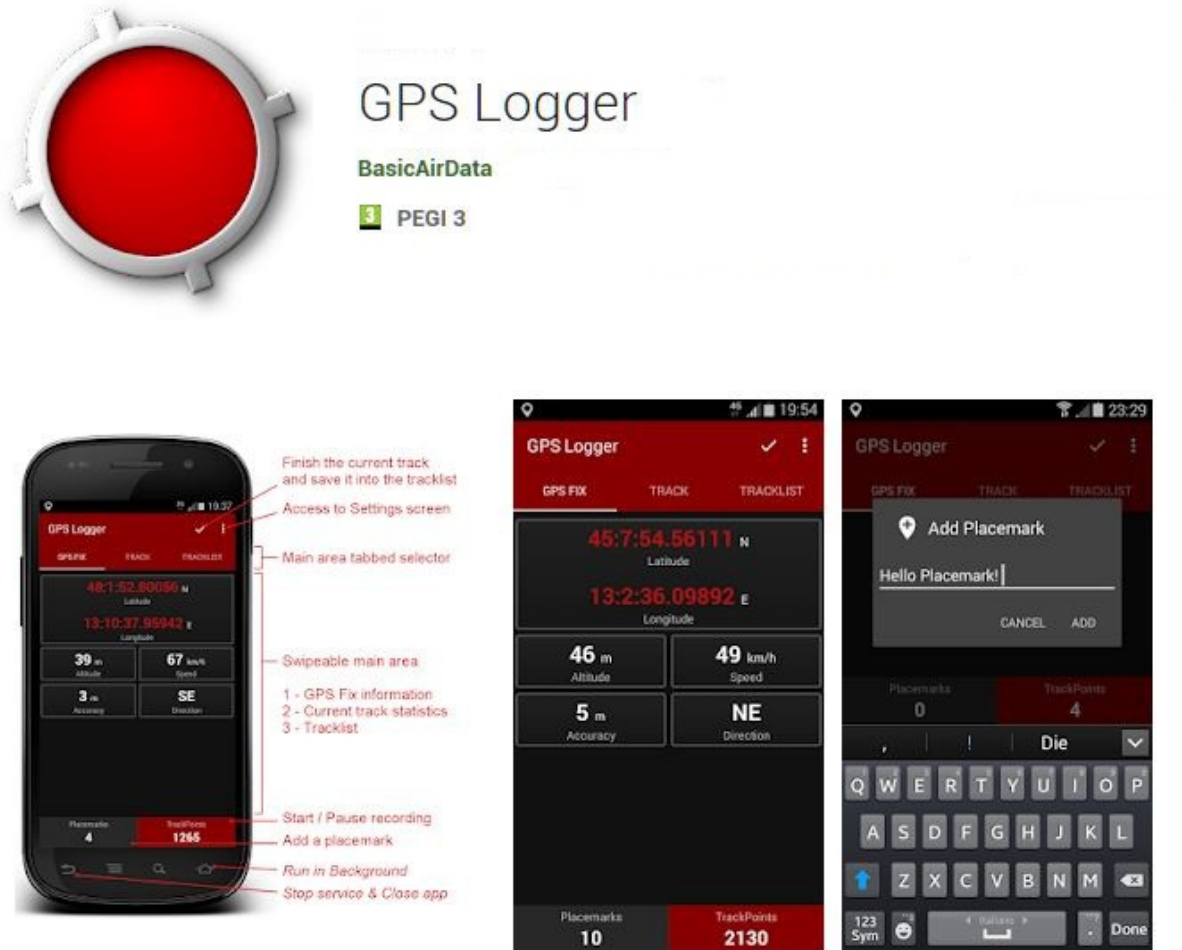 GPS Logger
BasicAirData
3 PEGI 3
19:37
GPS Logger
GPS FIX TRACK TRACKLIST
48:1:52.80056 N
Latitude
13:10:37.95942 E
Longitude
39 m 67 km/h
Altitude Speed
3 m SE
Accuracy Direction
Placemarks TrackPoints
4 1265
Finish the current track
and save it into the tracklist
Access to Settings screen
Main area tabbed selector
Swipeable main area
1 - GPS Fix information
2 - Current track statistics
3 - Tracklist
Start / Pause recording
Add a placemark
Run in Background
Stop service & Close app
4G 19:54
GPS Logger
GPS FIX TRACK TRACKLIST
45:7:54.56111 N
Latitude
13:2:36.09892 E
Longitude
46 m 49 km/h
Altitude Speed
5 m NE
Accuracy Direction
Placemarks TrackPoints
10 2130
23:29
GPS Logger
GPS FIX TRACK TRACKLIST
Add Placemark
Hello Placemark!
CANCEL ADD
Placemarks TrackPoints
0 4
, ! Die
Q W E R T Y U I O P
A S D F G H J K L
Z X C V B N M
123 Italiano . Done
Sym